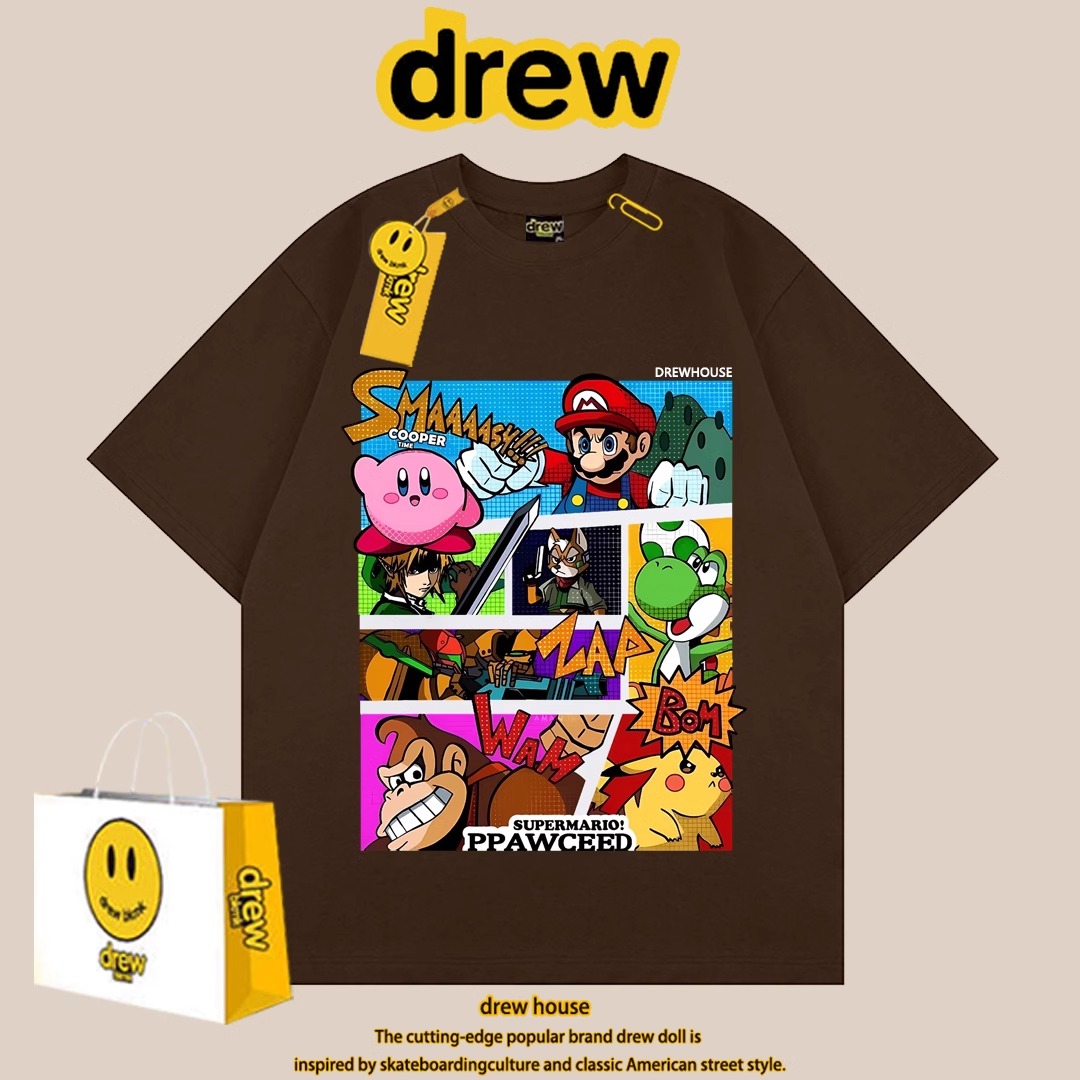 drew
drew
drew
DREWHOUSE
SMAAAASH!!!
COOPER
TIME
M
ZAP
BOM
WAM
SUPERMARIO!
PPAWCEED
drew
drew
drew house
The cutting-edge popular brand drew doll is
inspired by skateboardingculture and classic American street style.